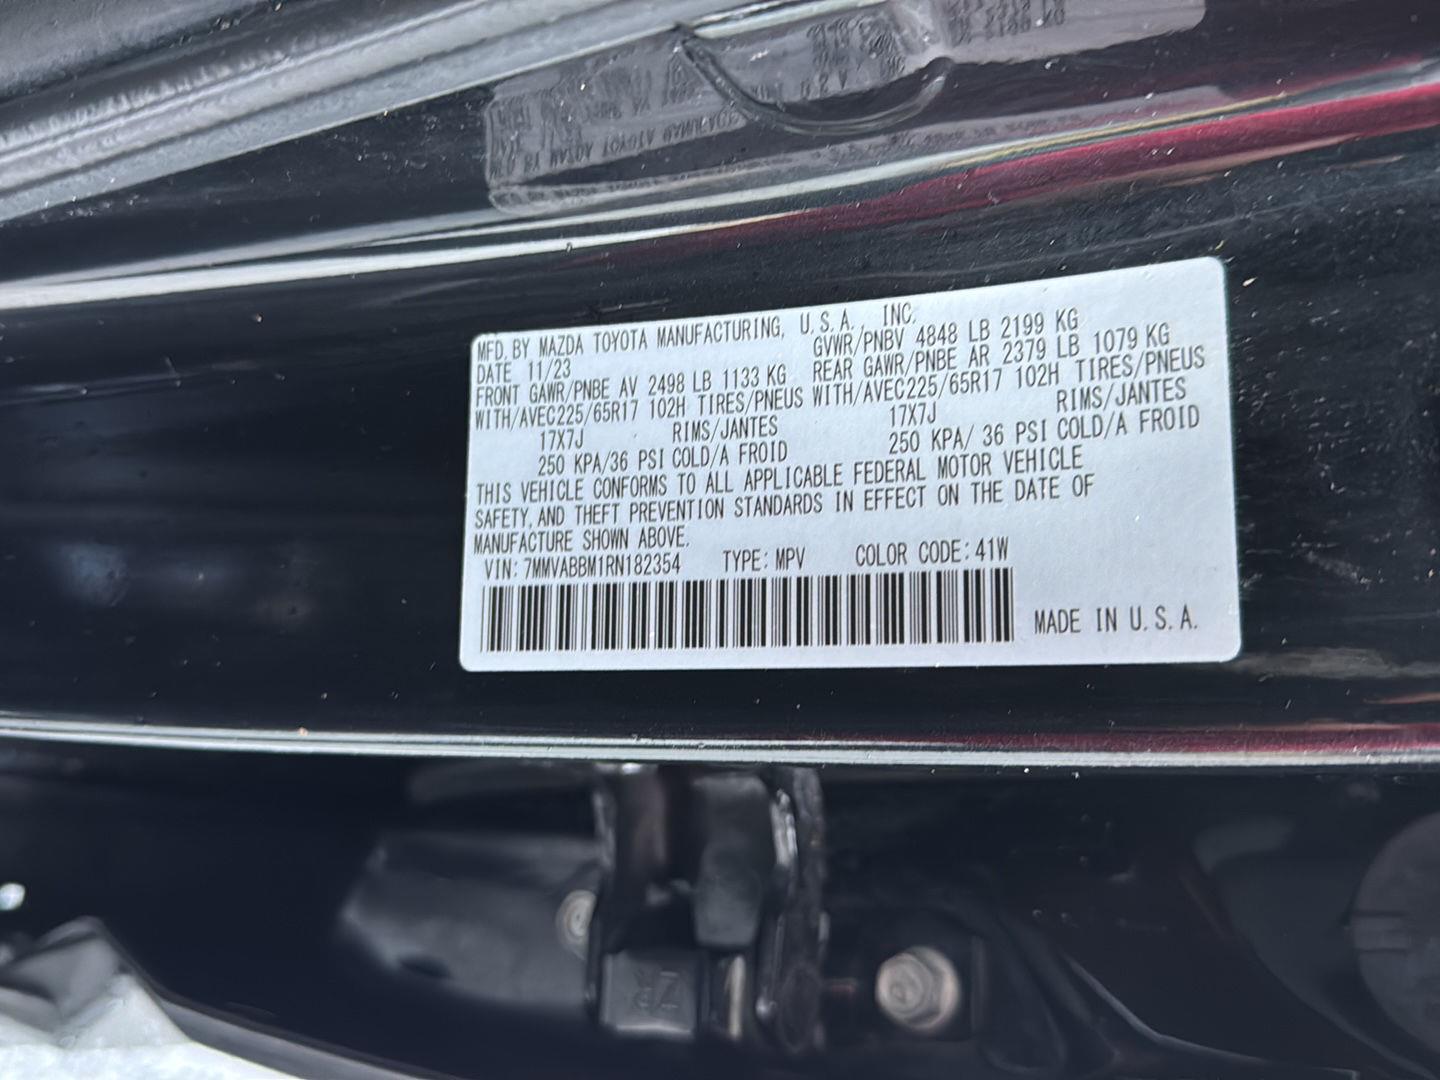 MFD. BY MAZDA TOYOTA MANUFACTURING, U.S.A., INC.
DATE 11/23 GVWR/PNBV 4848 LB 2199 KG
FRONT GAWR/PNBE AV 2498 LB 1133 KG REAR GAWR/PNBE AR 2379 LB 1079 KG
WITH/AVEC225/65R17 102H TIRES/PNEUS WITH/AVEC225/65R17 102H TIRES/PNEUS
17X7J RIMS/JANTES 17X7J RIMS/JANTES
250 KPA/36 PSI COLD/A FROID 250 KPA/ 36 PSI COLD/A FROID
THIS VEHICLE CONFORMS TO ALL APPLICABLE FEDERAL MOTOR VEHICLE
SAFETY, AND THEFT PREVENTION STANDARDS IN EFFECT ON THE DATE OF
MANUFACTURE SHOWN ABOVE.
VIN: 7MMVABBM1RN182354 TYPE: MPV COLOR CODE: 41W
MADE IN U.S.A.